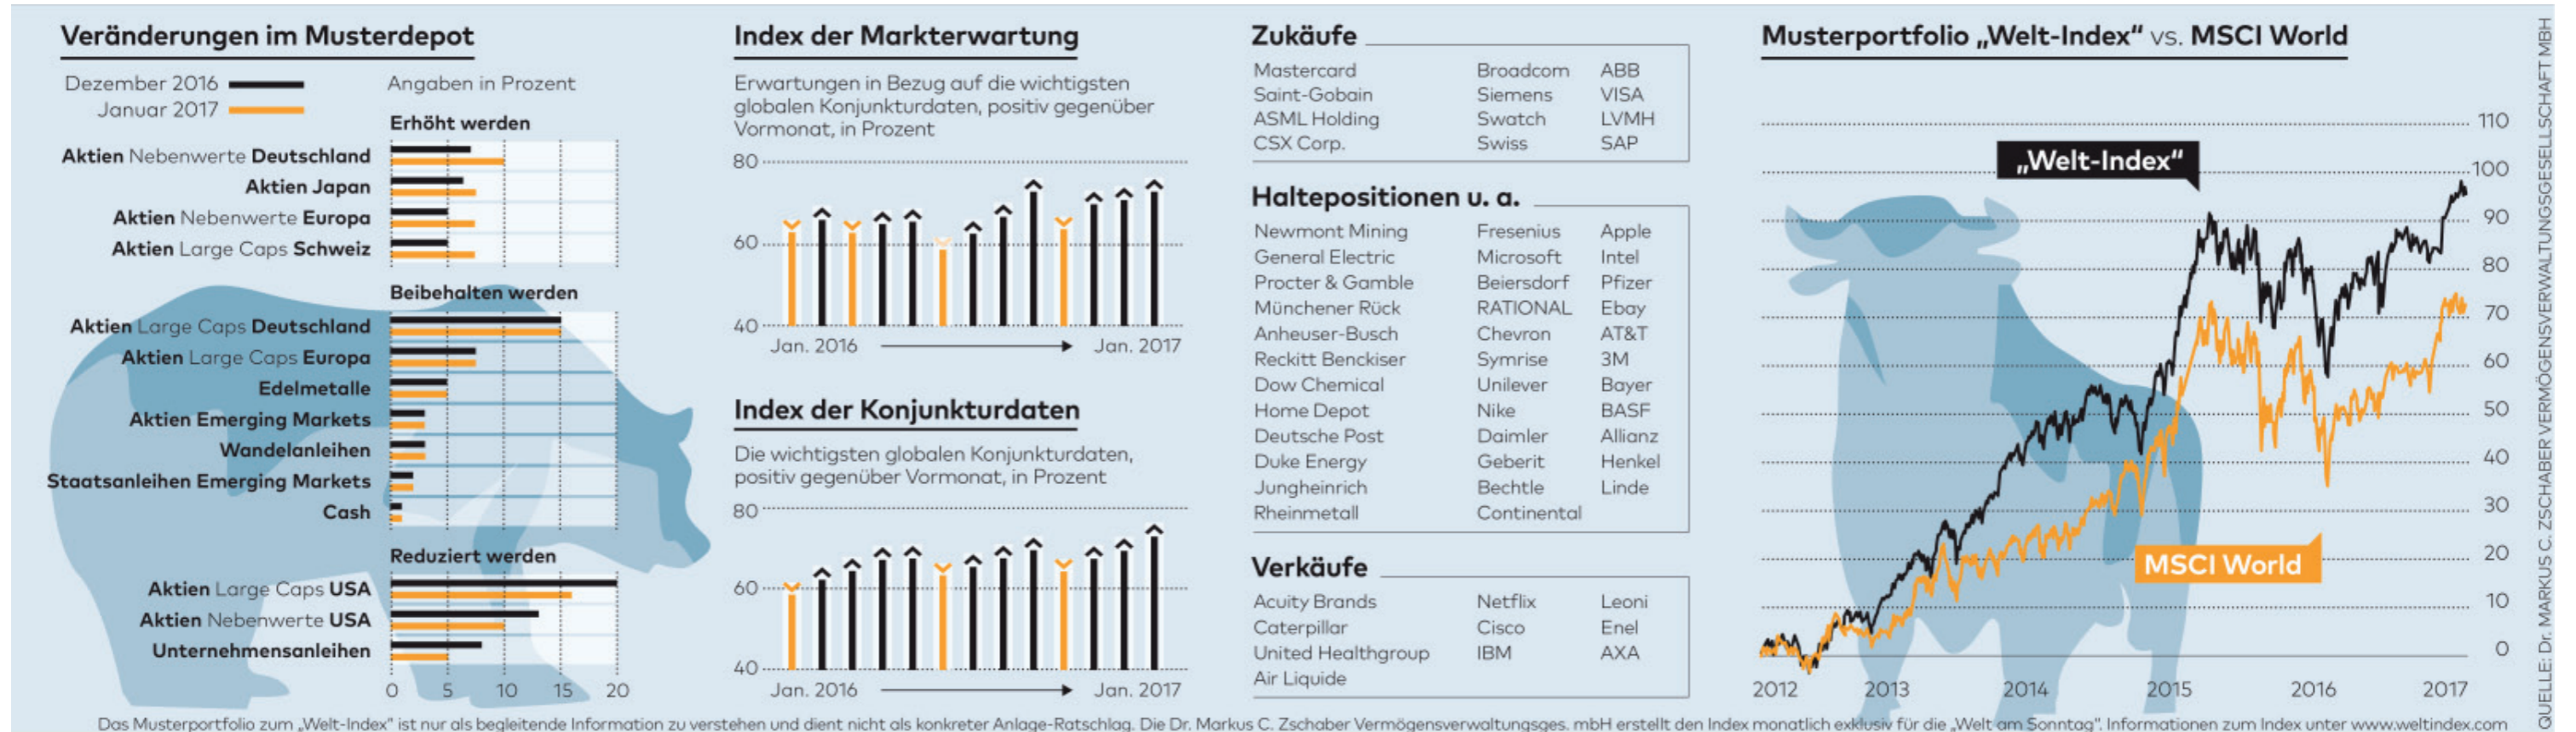 Veränderungen im Musterdepot
Dezember 2016
Januar 2017
Angaben in Prozent
Erhöht werden
Aktien Nebenwerte Deutschland
Aktien Japan
Aktien Nebenwerte Europa
Aktien Large Caps Schweiz
Beibehalten werden
Aktien Large Caps Deutschland
Aktien Large Caps Europa
Edelmetalle
Aktien Emerging Markets
Wandelanleihen
Staatsanleihen Emerging Markets
Cash
Reduziert werden
Aktien Large Caps USA
Aktien Nebenwerte USA
Unternehmensanleihen
0 5 10 15 20
Index der Markterwartung
Erwartungen in Bezug auf die wichtigsten
globalen Konjunkturdaten, positiv gegenüber
Vormonat, in Prozent
80
60
40
Jan. 2016 Jan. 2017
Index der Konjunkturdaten
Die wichtigsten globalen Konjunkturdaten,
positiv gegenüber Vormonat, in Prozent
80
60
40
Jan. 2016 Jan. 2017
Zukäufe
Mastercard Broadcom ABB
Saint-Gobain Siemens VISA
ASML Holding Swatch LVMH
CSX Corp. Swiss SAP
Haltepositionen u. a.
Newmont Mining Fresenius Apple
General Electric Microsoft Intel
Procter & Gamble Beiersdorf Pfizer
Münchener Rück RATIONAL Ebay
Anheuser-Busch Chevron AT&T
Reckitt Benckiser Symrise 3M
Dow Chemical Unilever Bayer
Home Depot Nike BASF
Deutsche Post Daimler Allianz
Duke Energy Geberit Henkel
Jungheinrich Bechtle Linde
Rheinmetall Continental
Verkäufe
Acuity Brands Netflix Leoni
Caterpillar Cisco Enel
United Healthgroup IBM AXA
Air Liquide
Musterportfolio „Welt-Index“ vs. MSCI World
110
100
90
80
70
60
50
40
30
20
10
0
„Welt-Index“
MSCI World
2012 2013 2014 2015 2016 2017
QUELLE: Dr. MARKUS C. ZSCHABER VERMÖGENSVERWALTUNGSGESELLSCHAFT MBH
Das Musterportfolio zum „Welt-Index“ ist nur als begleitende Information zu verstehen und dient nicht als konkreter Anlage-Ratschlag. Die Dr. Markus C. Zschaber Vermögensverwaltungsges. mbH erstellt den Index monatlich exklusiv für die „Welt am Sonntag“. Informationen zum Index unter www.weltindex.com